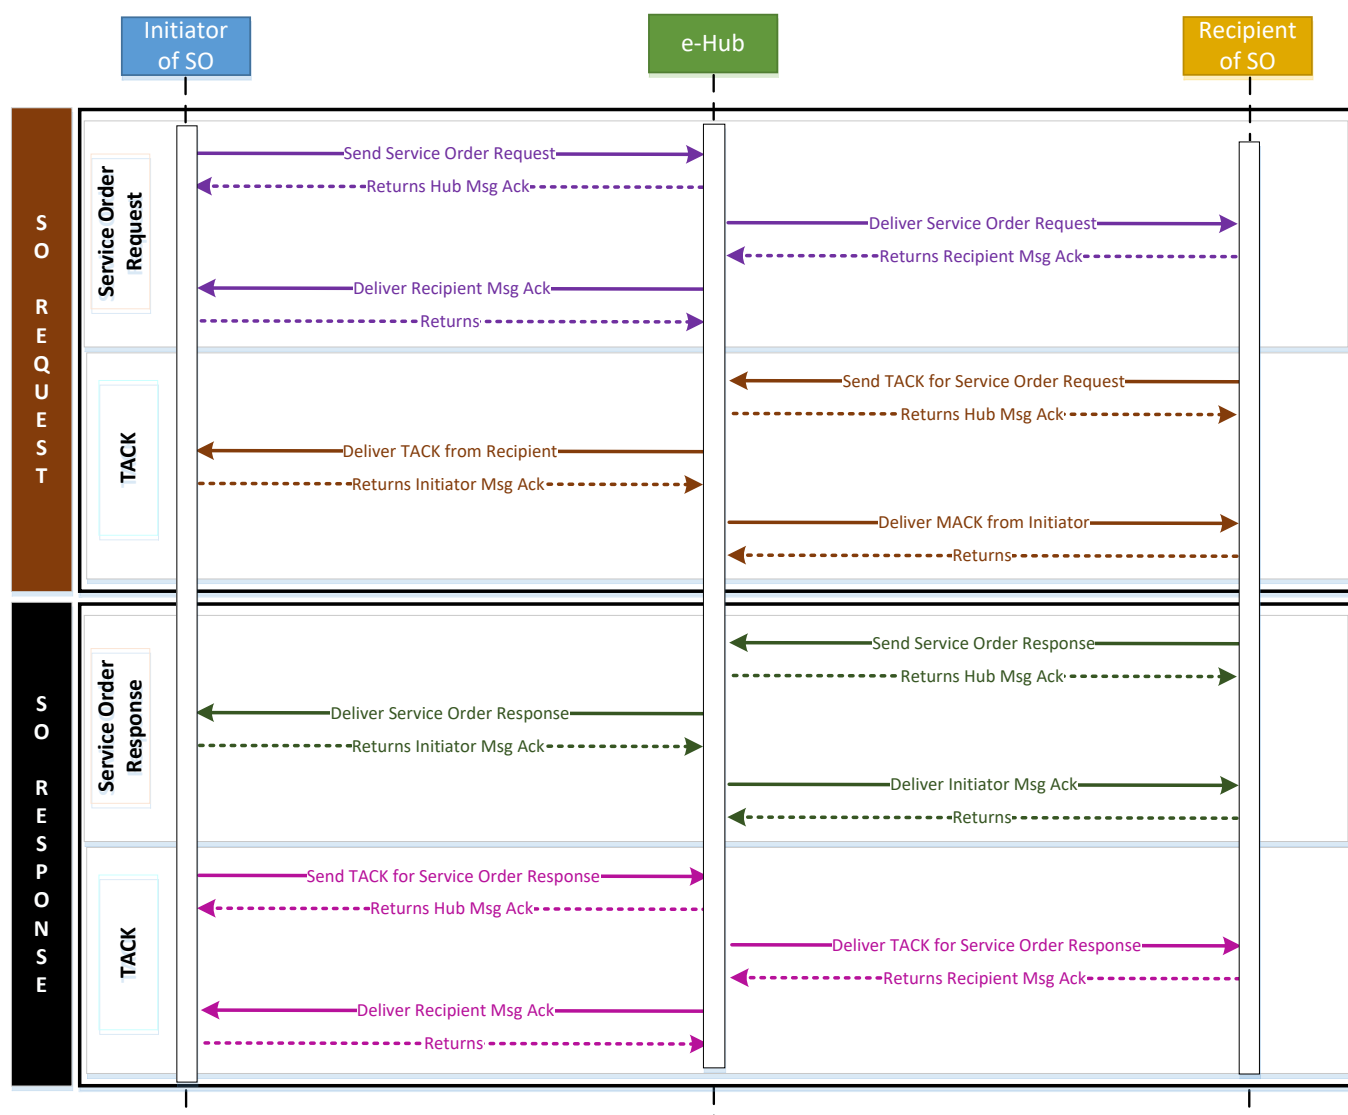 Initiator
of SO
e-Hub
Recipient
of SO
SO REQUEST
Service Order
Request
Send Service Order Request
Returns Hub Msg Ack
Deliver Service Order Request
Returns Recipient Msg Ack
Deliver Recipient Msg Ack
Returns
TACK
Send TACK for Service Order Request
Returns Hub Msg Ack
Deliver TACK from Recipient
Returns Initiator Msg Ack
Deliver MACK from Initiator
Returns
SO RESPONSE
Service Order
Response
Send Service Order Response
Returns Hub Msg Ack
Deliver Service Order Response
Returns Initiator Msg Ack
Deliver Initiator Msg Ack
Returns
TACK
Send TACK for Service Order Response
Returns Hub Msg Ack
Deliver TACK for Service Order Response
Returns Recipient Msg Ack
Deliver Recipient Msg Ack
Returns